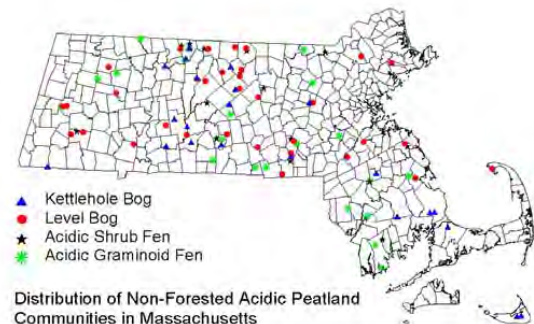 Kettlehole Bog
Level Bog
Acidic Shrub Fen
Acidic Graminoid Fen
Distribution of Non-Forested Acidic Peatland
Communities in Massachusetts